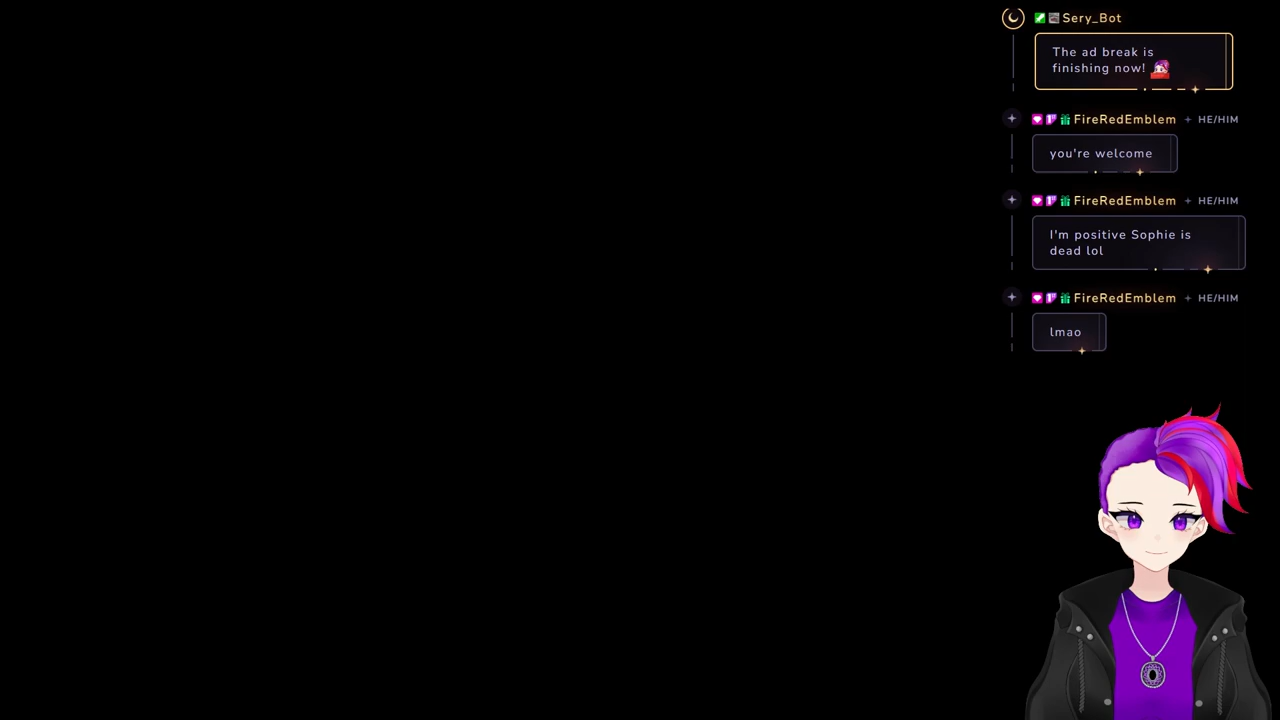 Sery_Bot
The ad break is
finishing now!
FireRedEmblem HE/HIM
you're welcome
FireRedEmblem HE/HIM
I'm positive Sophie is
dead lol
FireRedEmblem HE/HIM
lmao